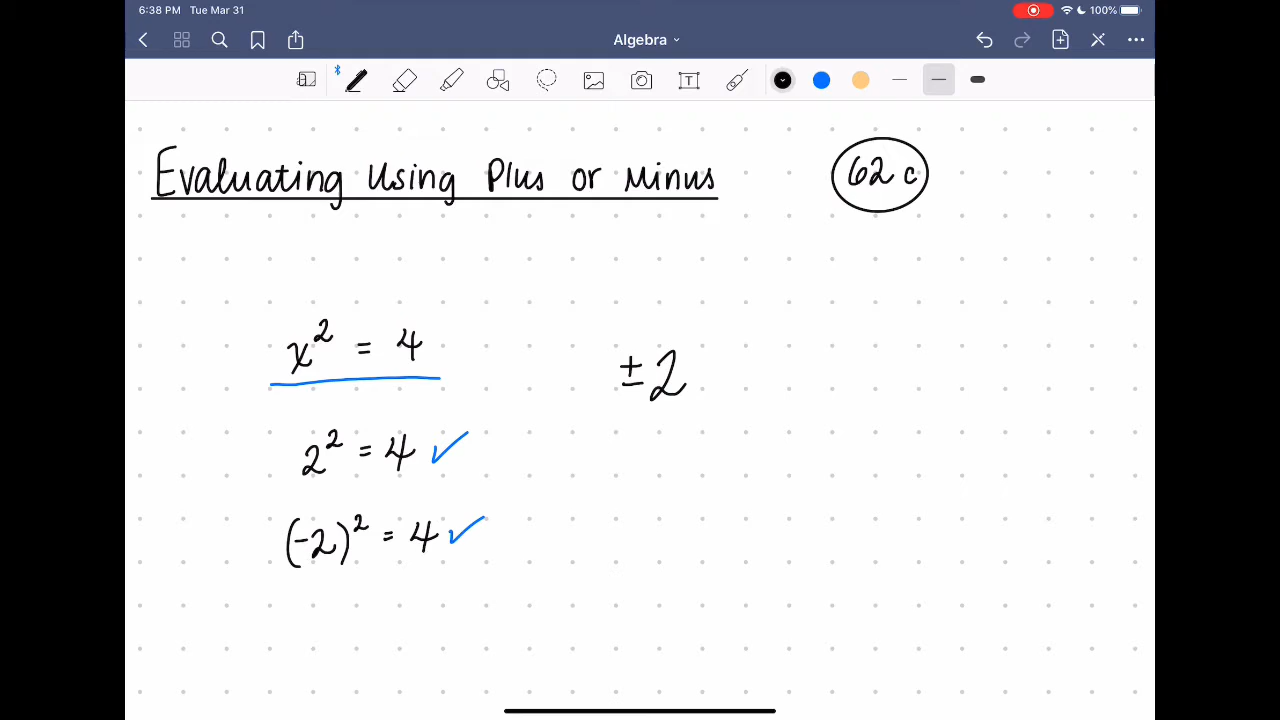 6:38 PM Tue Mar 31
100%
Algebra
T
Evaluating Using Plus or Minus
62 c
x² = 4
± 2
2² = 4 ✓
(-2)² = 4 ✓